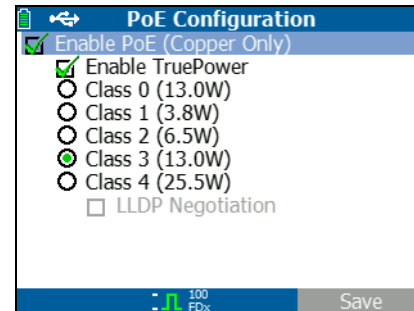 PoE Configuration
Enable PoE (Copper Only)
Enable TruePower
Class 0 (13.0W)
Class 1 (3.8W)
Class 2 (6.5W)
Class 3 (13.0W)
Class 4 (25.5W)
LLDP Negotiation
100
FDx
Save